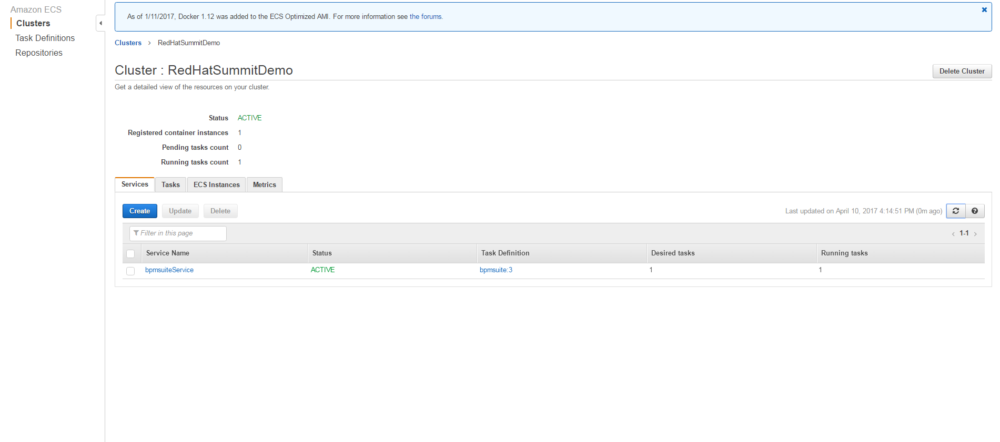 Amazon ECS
Clusters
Task Definitions
Repositories
As of 1/11/2017, Docker 1.12 was added to the ECS Optimized AMI. For more information see the forums.
Clusters > RedHatSummitDemo
Cluster : RedHatSummitDemo
Delete Cluster
Get a detailed view of the resources on your cluster.
Status ACTIVE
Registered container instances 1
Pending tasks count 0
Running tasks count 1
Services Tasks ECS Instances Metrics
Create Update Delete Last updated on April 10, 2017 4:14:51 PM (0m ago)
Filter in this page < 1-1 >
Service Name Status Task Definition Desired tasks Running tasks
bpmsuiteService ACTIVE bpmsuite:3 1 1